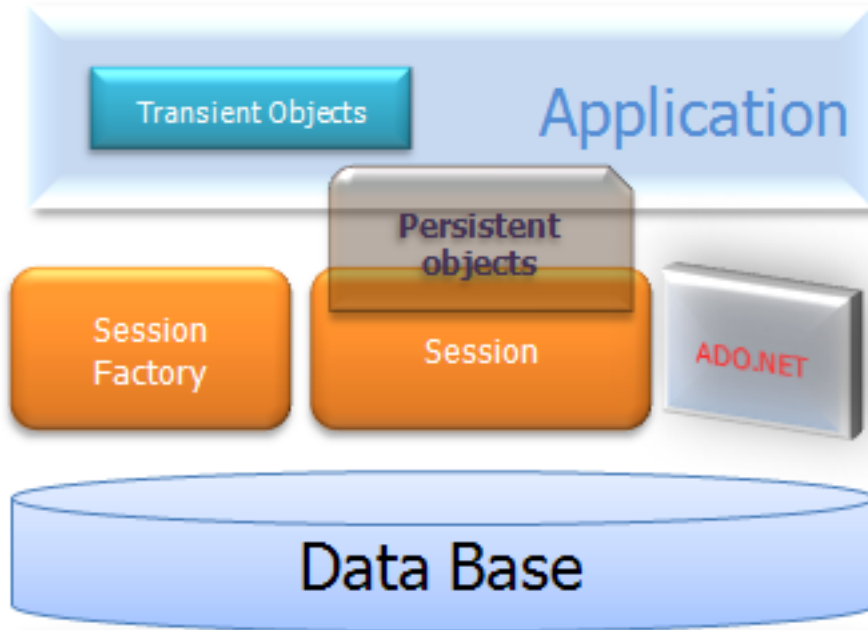 Transient Objects
Application
Persistent
objects
Session
Factory
Session
ADO.NET
Data Base